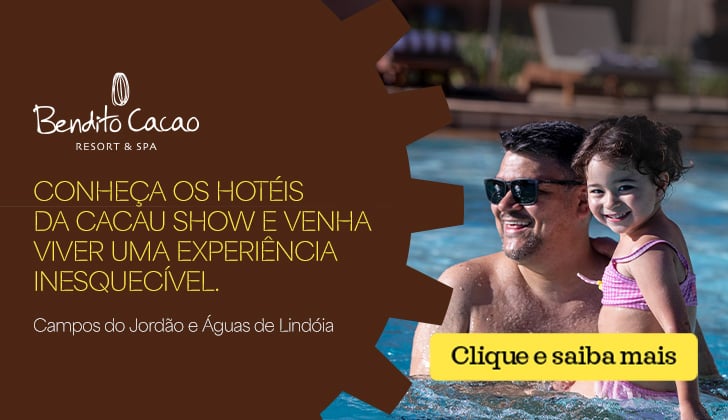 Bendito Cacao
RESORT & SPA
CONHEÇA OS HOTÉIS
DA CACAU SHOW E VENHA
VIVER UMA EXPERIÊNCIA
INESQUECÍVEL.
Campos do Jordão e Águas de Lindóia
Clique e saiba mais